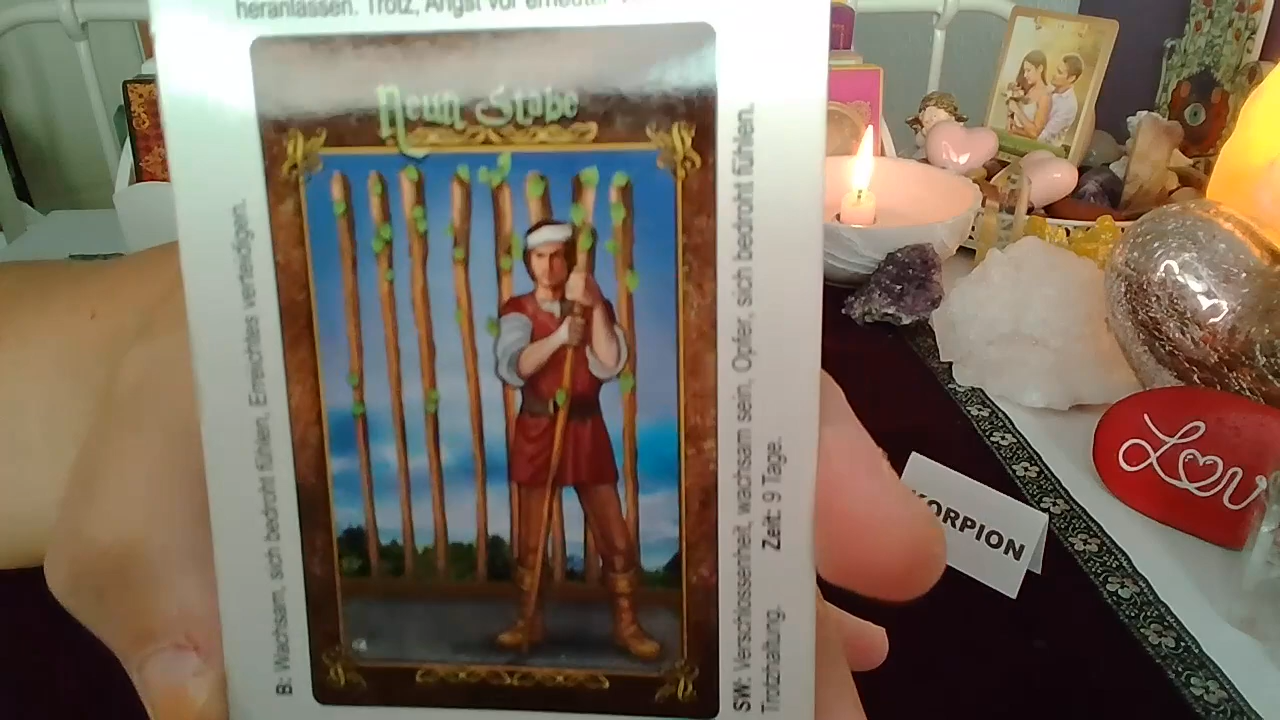 heranlassen. Trotz, Angst vor erneuter
Neun Stäbe
B: Wachsam, sich bedroht fühlen, Erreichtes verteidigen.
SW: Verschlossenheit, wachsam sein, Opfer, sich bedroht fühlen.
Trotzhaltung. Zeit: 9 Tage.
KORPION
Lov